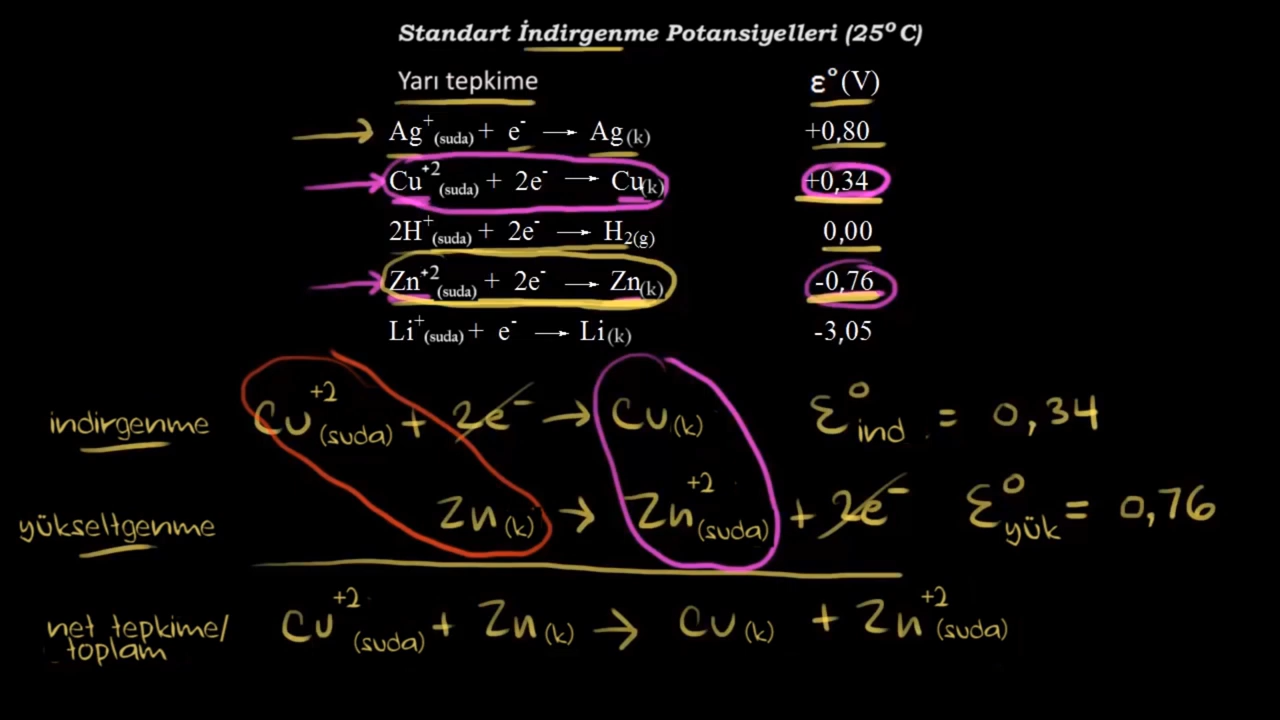 Standart İndirgenme Potansiyelleri (25°C)
Yarı tepkime ε°(V)
Ag⁺(suda) + e⁻ → Ag(k) +0,80
Cu⁺²(suda) + 2e⁻ → Cu(k) +0,34
2H⁺(suda) + 2e⁻ → H₂(g) 0,00
Zn⁺²(suda) + 2e⁻ → Zn(k) -0,76
Li⁺(suda) + e⁻ → Li(k) -3,05
indirgenme Cu⁺²(suda) + 2e⁻ → Cu(k) ε°ind = 0,34
yükseltgenme Zn(k) → Zn⁺²(suda) + 2e⁻ ε°yük = 0,76
net tepkime/ Cu⁺²(suda) + Zn(k) → Cu(k) + Zn⁺²(suda)
toplam